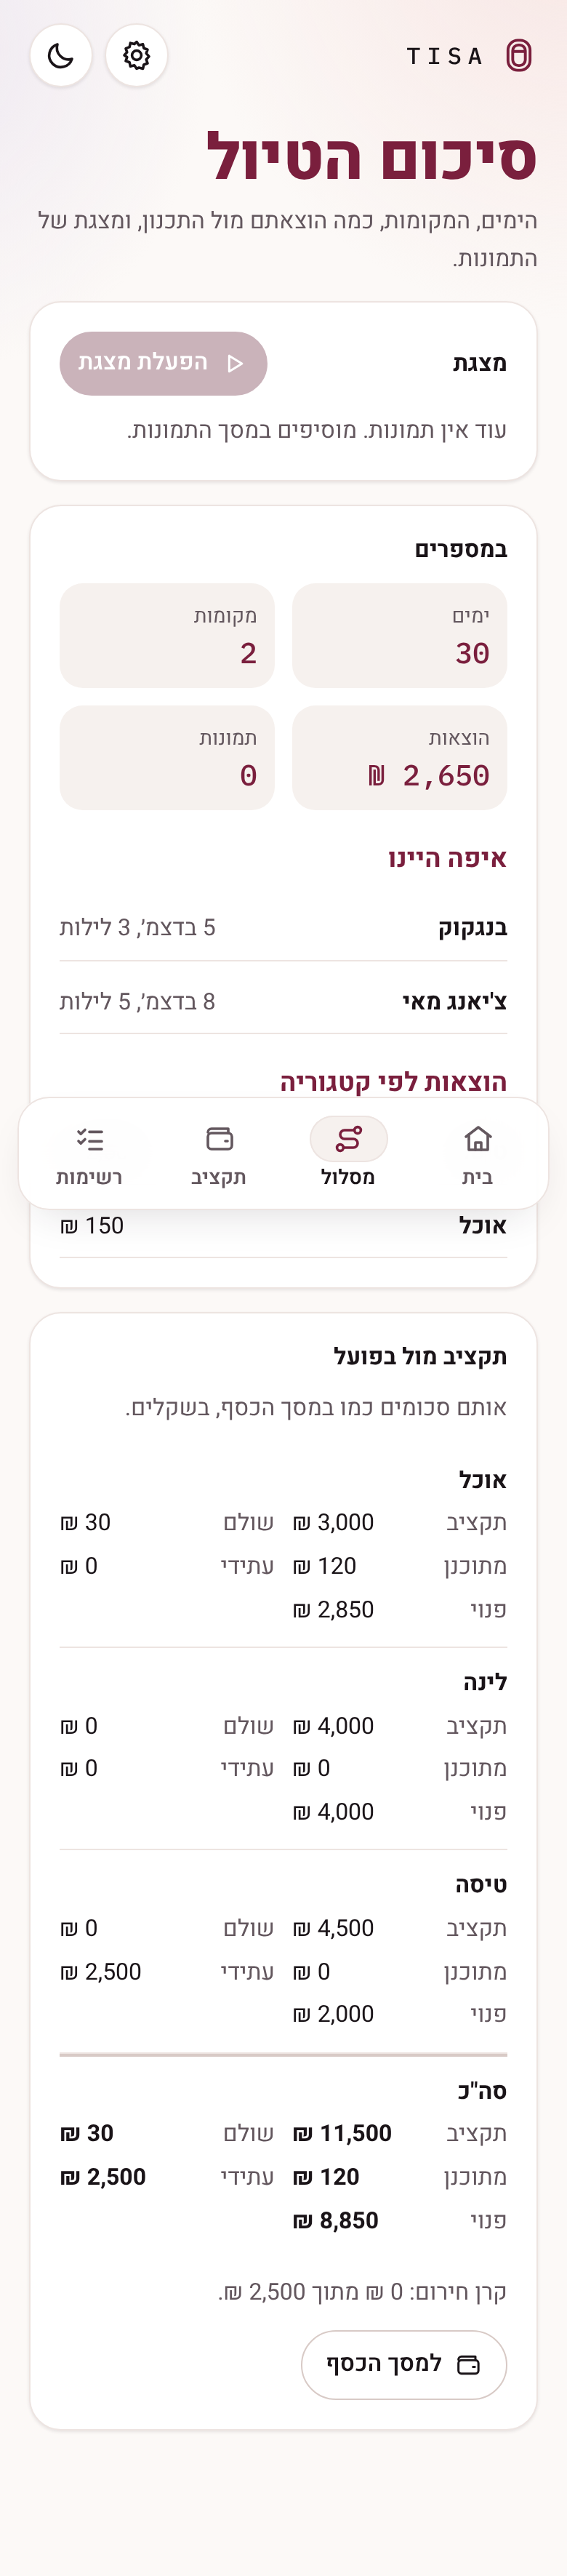 TISA
סיכום הטיול
הימים, המקומות, כמה הוצאתם מול התכנון, ומצגת של
התמונות.
מצגת
הפעלת מצגת
עוד אין תמונות. מוסיפים במסך התמונות.
במספרים
ימים
מקומות
30
2
הוצאות
תמונות
2,650 ₪
0
איפה היינו
בנגקוק
5 בדצמ׳, 3 לילות
צ'יאנג מאי
8 בדצמ׳, 5 לילות
הוצאות לפי קטגוריה
בית
מסלול
תקציב
רשימות
אוכל
150 ₪
תקציב מול בפועל
אותם סכומים כמו במסך הכסף, בשקלים.
אוכל
תקציב 3,000 ₪ שולם 30 ₪
מתוכנן 120 ₪ עתידי 0 ₪
פנוי 2,850 ₪
לינה
תקציב 4,000 ₪ שולם 0 ₪
מתוכנן 0 ₪ עתידי 0 ₪
פנוי 4,000 ₪
טיסה
תקציב 4,500 ₪ שולם 0 ₪
מתוכנן 0 ₪ עתידי 2,500 ₪
פנוי 2,000 ₪
סה"כ
תקציב 11,500 ₪ שולם 30 ₪
מתוכנן 120 ₪ עתידי 2,500 ₪
פנוי 8,850 ₪
קרן חירום: 0 ₪ מתוך 2,500 ₪.
למסך הכסף